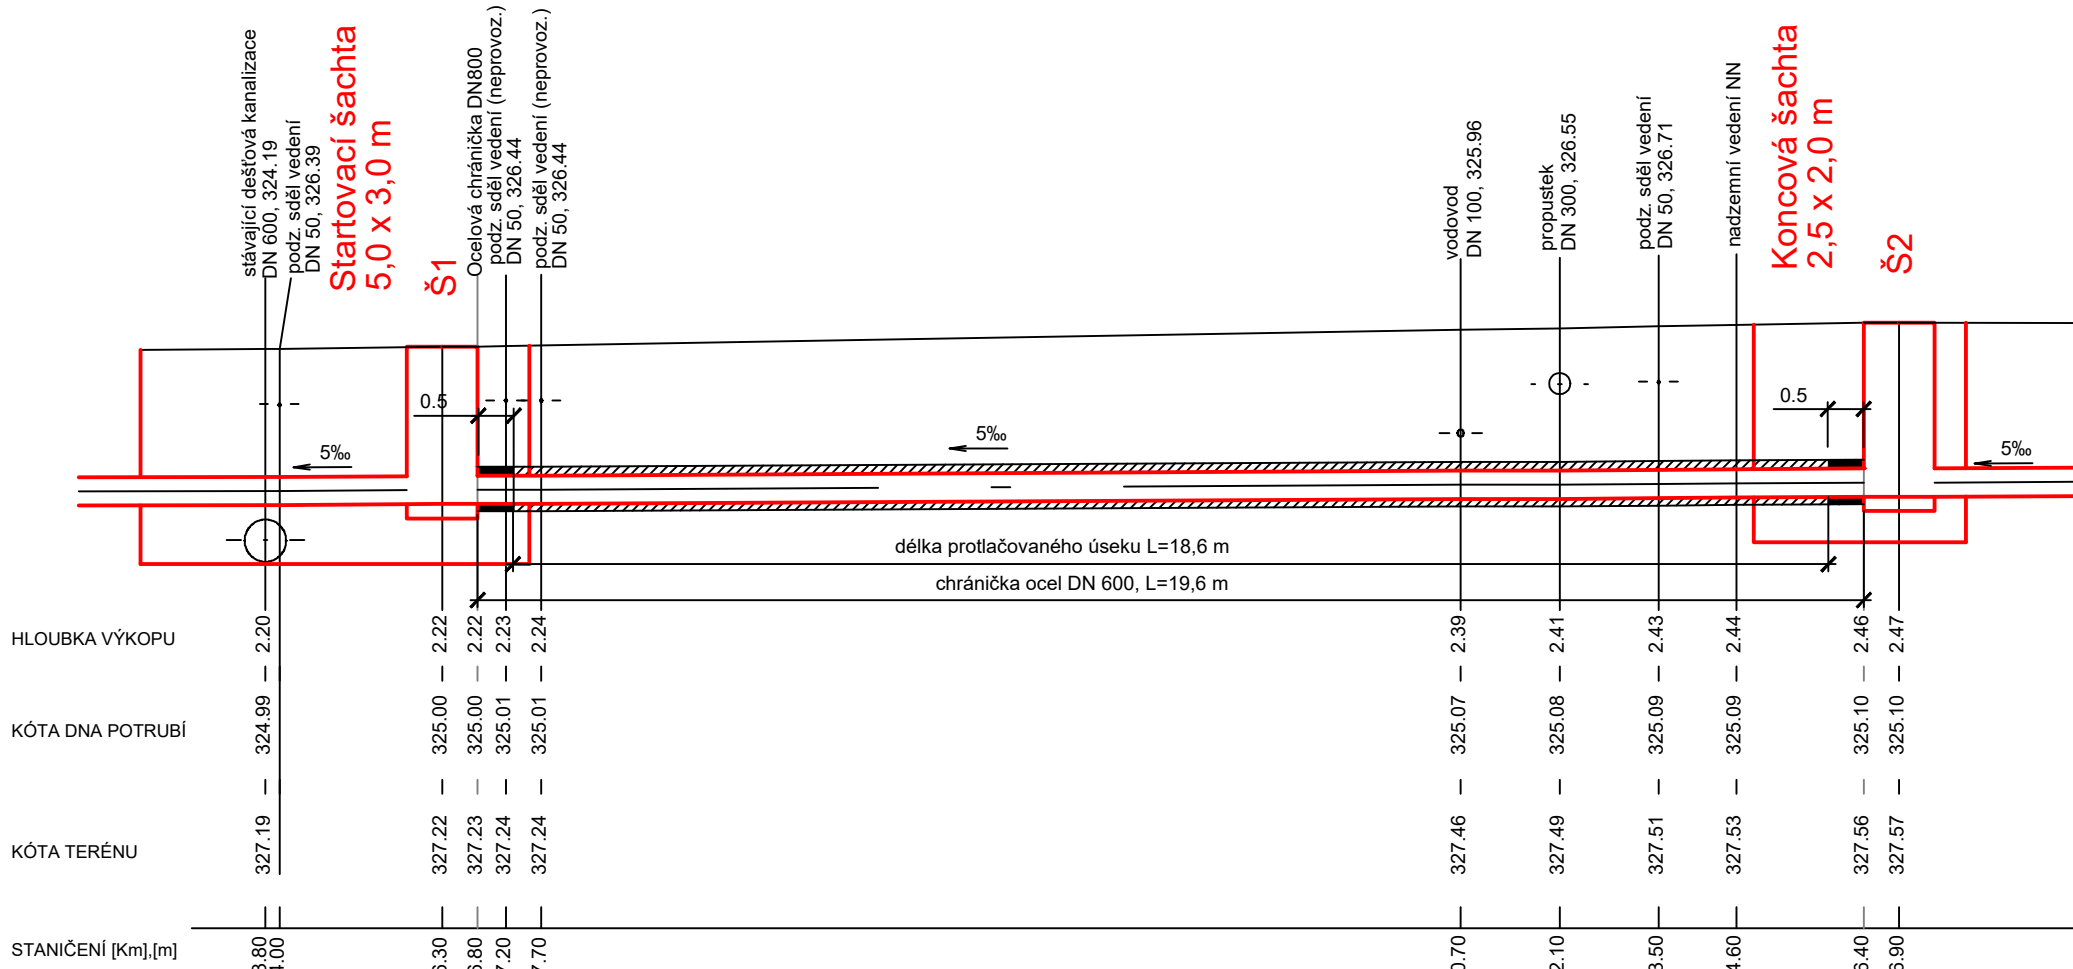 stávající dešťová kanalizace
DN 600, 324.19
podz. sděl vedení
DN 50, 326.39
Startovací šachta
5,0 x 3,0 m
Š1
Ocelová chránička DN800
podz. sděl vedení (neprovoz.)
DN 50, 326.44
podz. sděl vedení (neprovoz.)
DN 50, 326.44
vodovod
DN 100, 325.96
propustek
DN 300, 326.55
podz. sděl vedení
DN 50, 326.71
nadzemní vedení NN
Koncová šachta
2,5 x 2,0 m
Š2
0.5
0.5
5‰
5‰
5‰
délka protlačovaného úseku L=18,6 m
chránička ocel DN 600, L=19,6 m
HLOUBKA VÝKOPU
2.20
2.22
2.22
2.23
2.24
2.39
2.41
2.43
2.44
2.46
2.47
KÓTA DNA POTRUBÍ
324.99
325.00
325.00
325.01
325.01
325.07
325.08
325.09
325.09
325.10
325.10
KÓTA TERÉNU
327.19
327.22
327.23
327.24
327.24
327.46
327.49
327.51
327.53
327.56
327.57
STANIČENÍ [Km],[m]